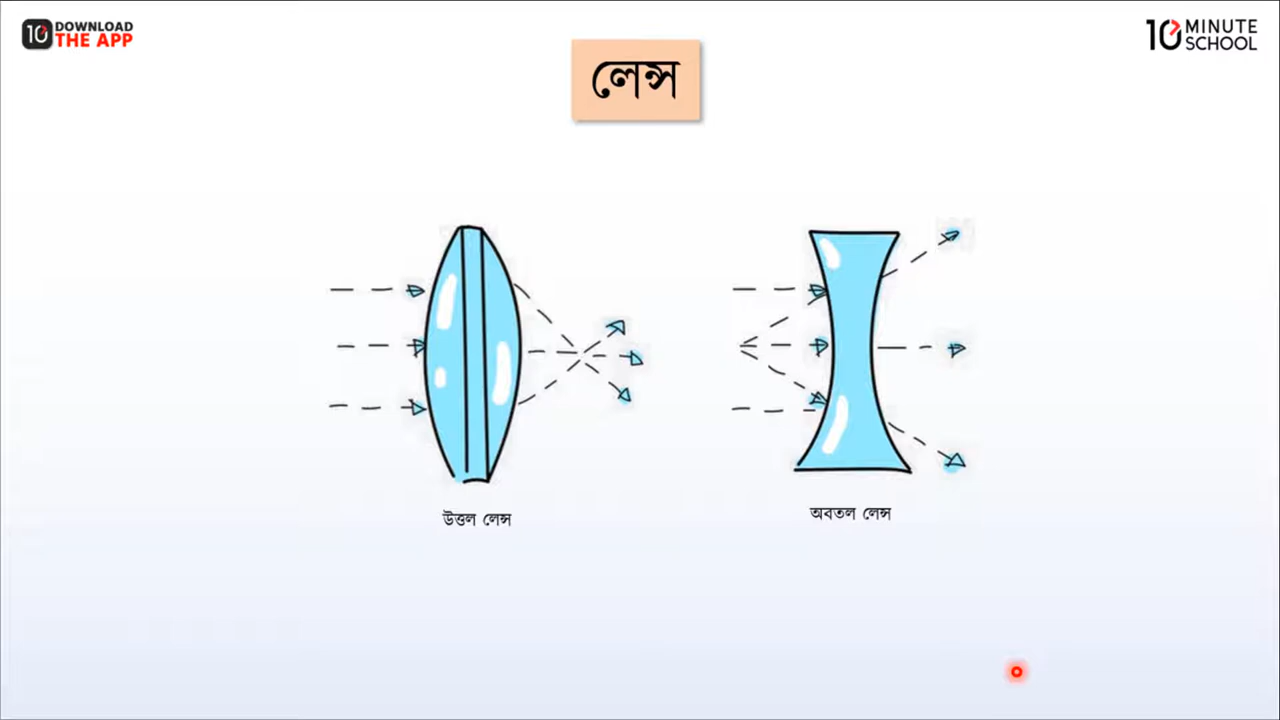 DOWNLOAD
THE APP
10 MINUTE
SCHOOL
লেন্স
উত্তল লেন্স
অবতল লেন্স